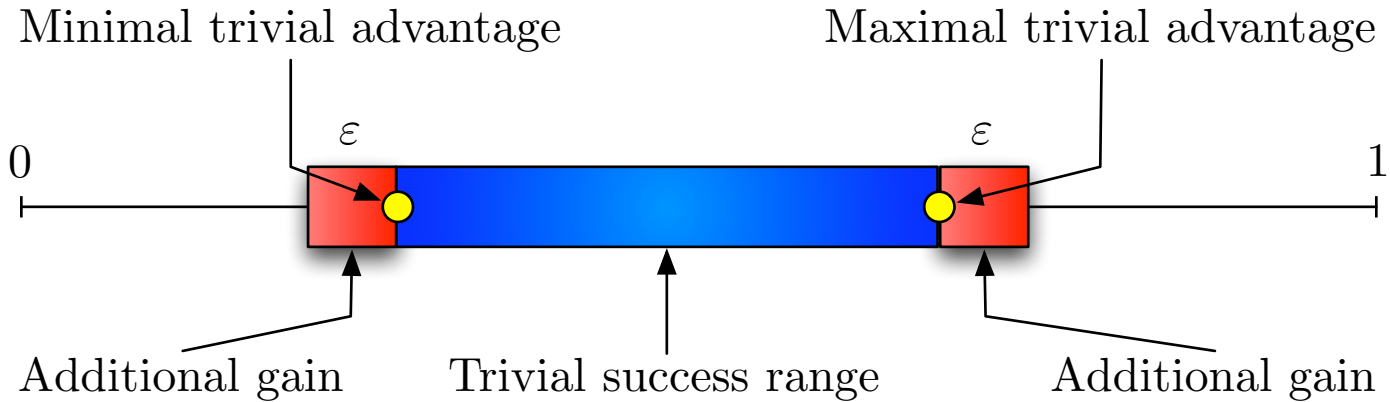 Minimal trivial advantage
Maximal trivial advantage
ε
ε
0
1
Additional gain
Trivial success range
Additional gain